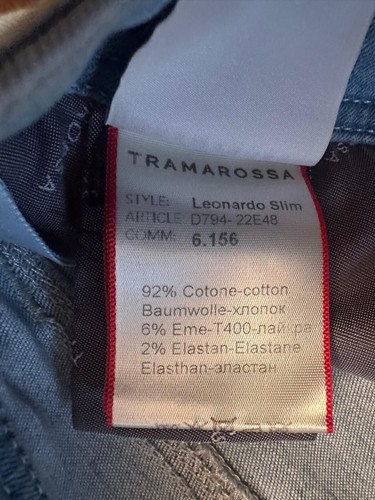 TRAMAROSSA
STYLE: Leonardo Slim
ARTICLE D794-22E48
COMM: 6.156
92% Cotone-cotton
Baumwolle-хлопок
6% Eme-T400-лайкра
2% Elastan-Elastane
Elasthan-эластан